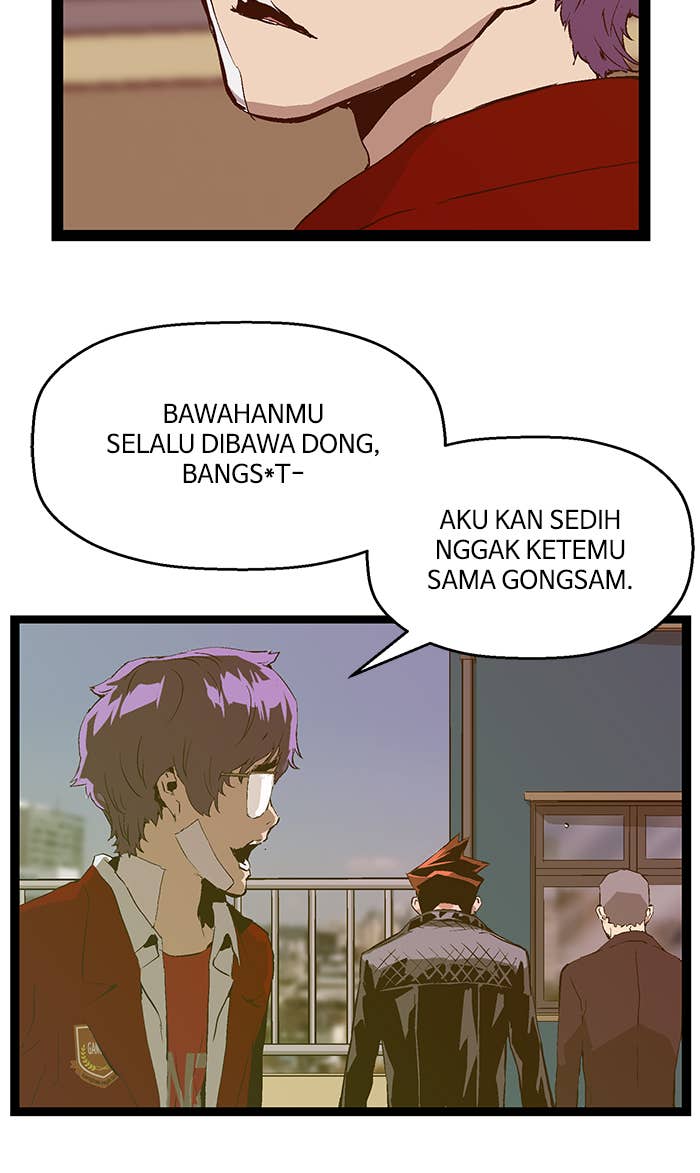 BAWAHANMU
SELALU DIBAWA DONG,
BANGS*T-
AKU KAN SEDIH
NGGAK KETEMU
SAMA GONGSAM.